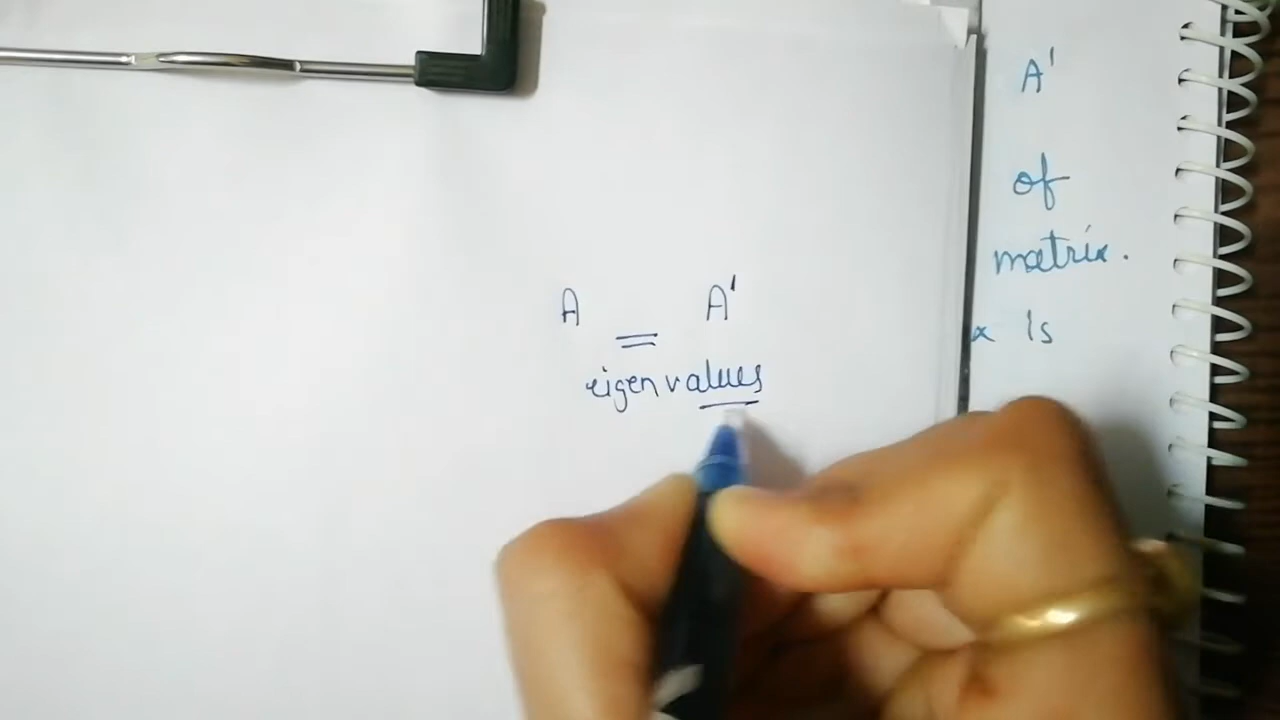 A = A'
eigenvalues
A'
of
matrix.
x is